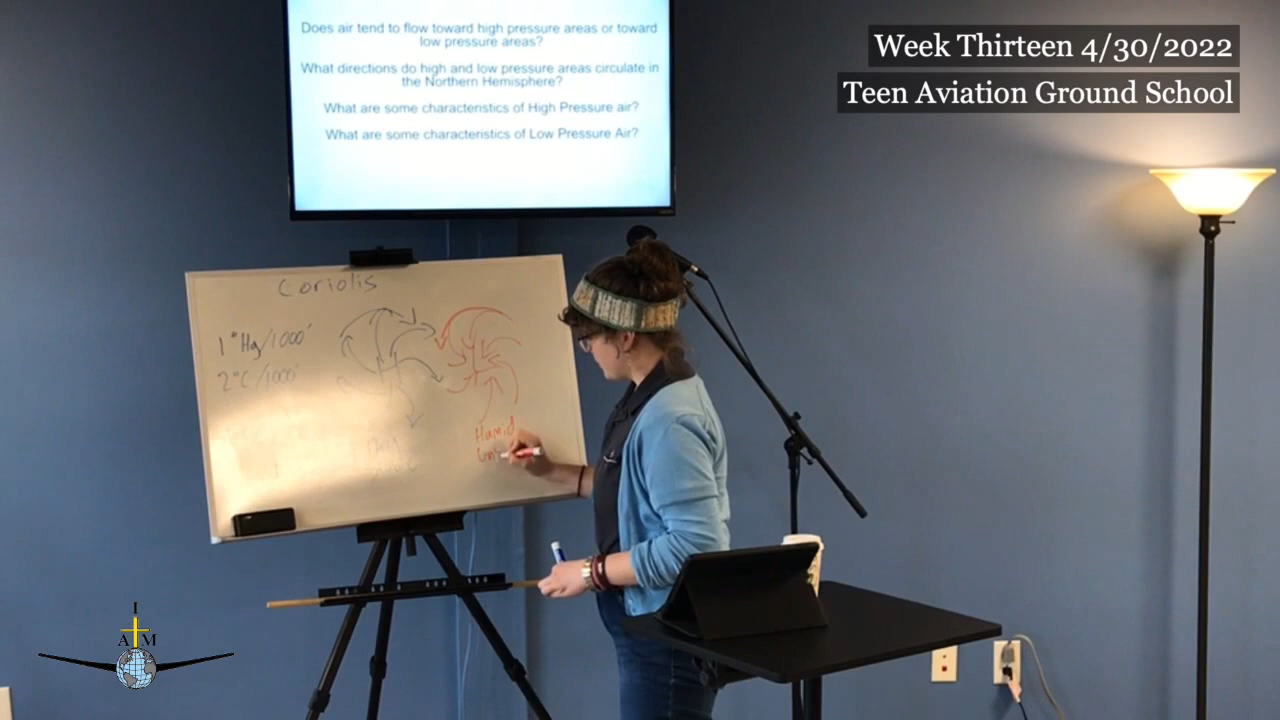 Does air tend to flow toward high pressure areas or toward
low pressure areas?
What directions do high and low pressure areas circulate in
the Northern Hemisphere?
What are some characteristics of High Pressure air?
What are some characteristics of Low Pressure Air?
Week Thirteen 4/30/2022
Teen Aviation Ground School
Coriolis
1"Hg/1000'
2°C/1000'
Humid
I
A M